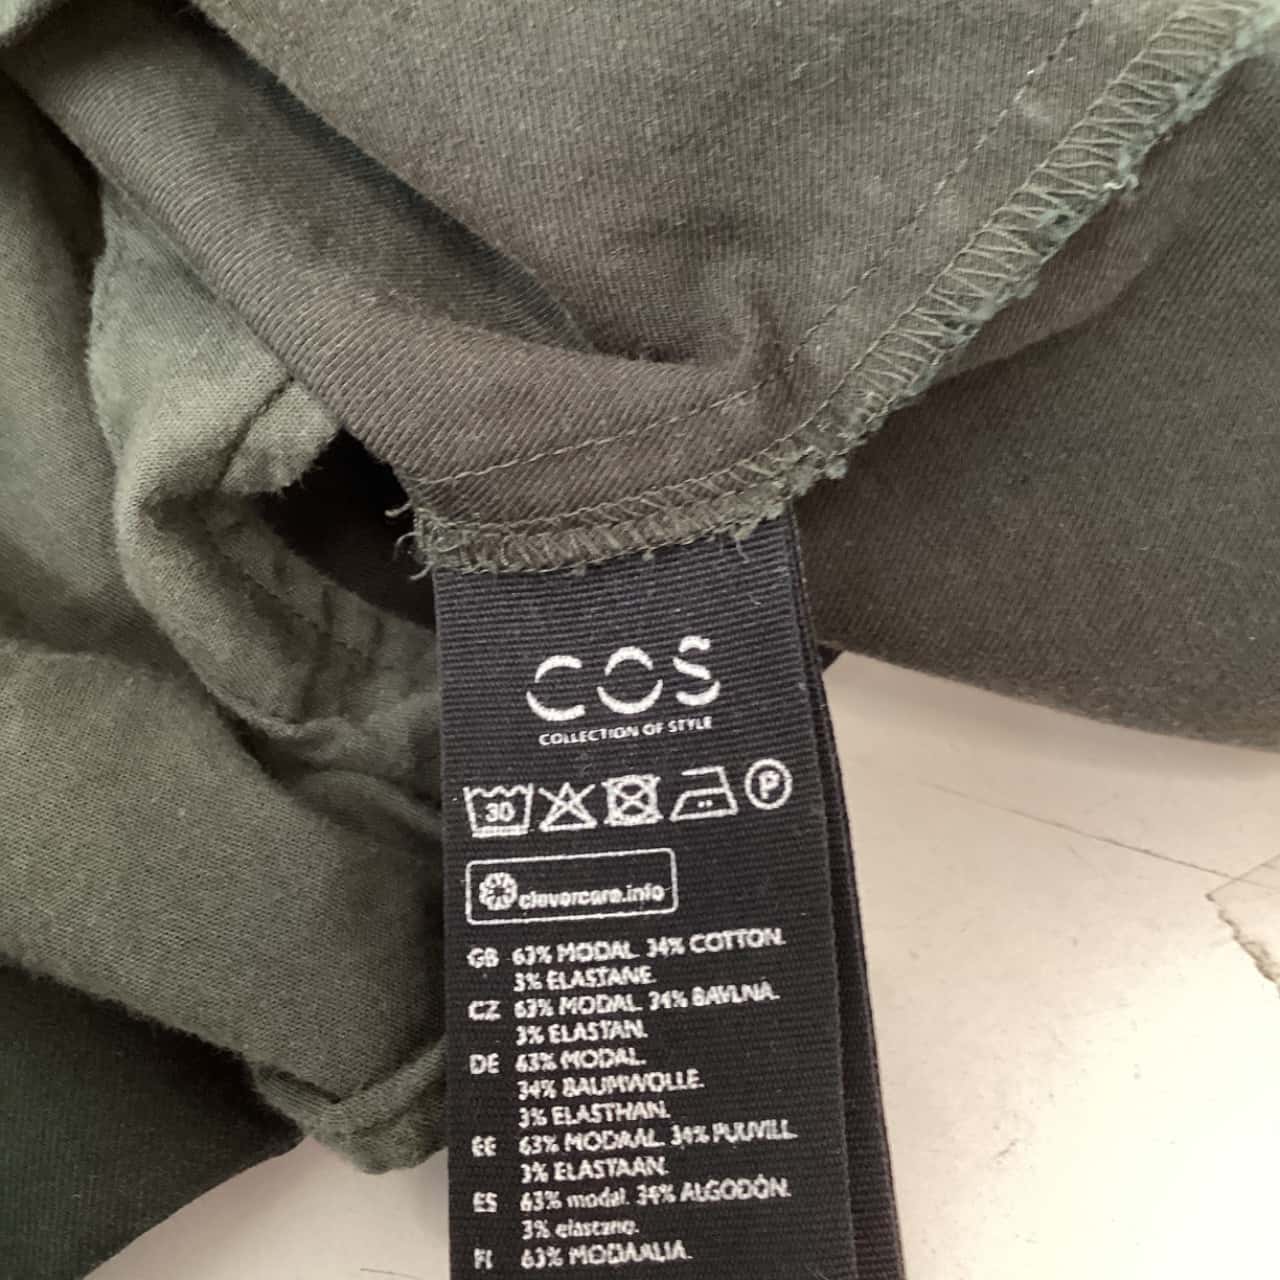 COS
COLLECTION OF STYLE
30
P
clevercare.info
GB 63% MODAL. 34% COTTON.
3% ELASTANE.
CZ 63% MODAL. 34% BAVLNA.
3% ELASTAN.
DE 63% MODAL.
34% BAUMWOLLE.
3% ELASTHAN.
EE 63% MODAAL. 34% PUUVILL.
3% ELASTAAN.
ES 63% modal. 34% ALGODÓN.
3% elastano.
FI 63% MODAALIA.